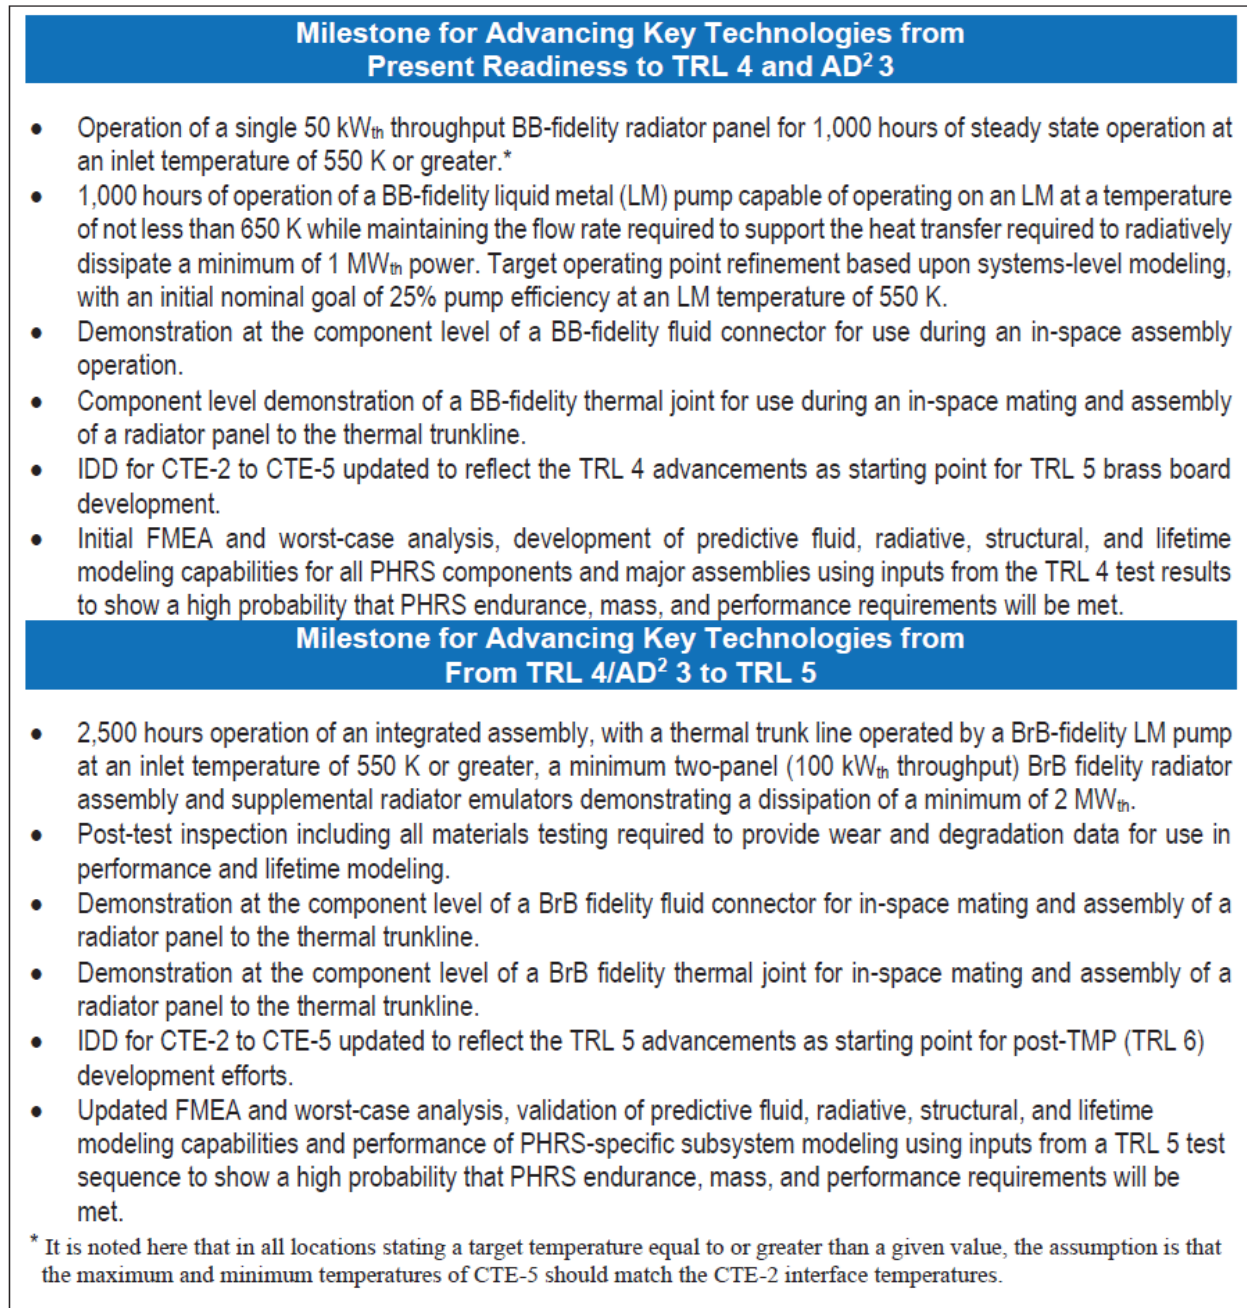 Milestone for Advancing Key Technologies from
Present Readiness to TRL 4 and AD² 3
● Operation of a single 50 kWth throughput BB-fidelity radiator panel for 1,000 hours of steady state operation at
an inlet temperature of 550 K or greater.*
● 1,000 hours of operation of a BB-fidelity liquid metal (LM) pump capable of operating on an LM at a temperature
of not less than 650 K while maintaining the flow rate required to support the heat transfer required to radiatively
dissipate a minimum of 1 MWth power. Target operating point refinement based upon systems-level modeling,
with an initial nominal goal of 25% pump efficiency at an LM temperature of 550 K.
● Demonstration at the component level of a BB-fidelity fluid connector for use during an in-space assembly
operation.
● Component level demonstration of a BB-fidelity thermal joint for use during an in-space mating and assembly
of a radiator panel to the thermal trunkline.
● IDD for CTE-2 to CTE-5 updated to reflect the TRL 4 advancements as starting point for TRL 5 brass board
development.
● Initial FMEA and worst-case analysis, development of predictive fluid, radiative, structural, and lifetime
modeling capabilities for all PHRS components and major assemblies using inputs from the TRL 4 test results
to show a high probability that PHRS endurance, mass, and performance requirements will be met.
Milestone for Advancing Key Technologies from
From TRL 4/AD² 3 to TRL 5
● 2,500 hours operation of an integrated assembly, with a thermal trunk line operated by a BrB-fidelity LM pump
at an inlet temperature of 550 K or greater, a minimum two-panel (100 kWth throughput) BrB fidelity radiator
assembly and supplemental radiator emulators demonstrating a dissipation of a minimum of 2 MWth.
● Post-test inspection including all materials testing required to provide wear and degradation data for use in
performance and lifetime modeling.
● Demonstration at the component level of a BrB fidelity fluid connector for in-space mating and assembly of a
radiator panel to the thermal trunkline.
● Demonstration at the component level of a BrB fidelity thermal joint for in-space mating and assembly of a
radiator panel to the thermal trunkline.
● IDD for CTE-2 to CTE-5 updated to reflect the TRL 5 advancements as starting point for post-TMP (TRL 6)
development efforts.
● Updated FMEA and worst-case analysis, validation of predictive fluid, radiative, structural, and lifetime
modeling capabilities and performance of PHRS-specific subsystem modeling using inputs from a TRL 5 test
sequence to show a high probability that PHRS endurance, mass, and performance requirements will be
met.
* It is noted here that in all locations stating a target temperature equal to or greater than a given value, the assumption is that
the maximum and minimum temperatures of CTE-5 should match the CTE-2 interface temperatures.